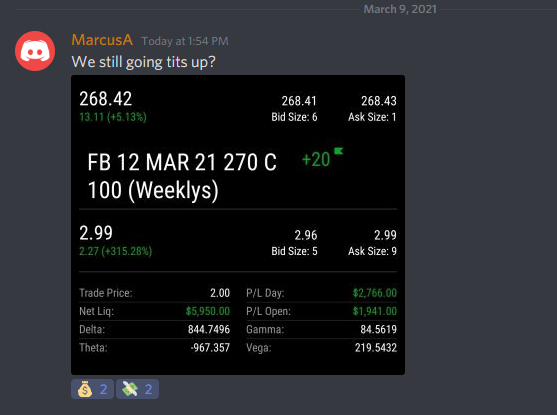 March 9, 2021
MarcusA Today at 1:54 PM
We still going tits up?
268.42 268.41 268.43
13.11 (+5.13%) Bid Size: 6 Ask Size: 1
FB 12 MAR 21 270 C +20
100 (Weeklys)
2.99 2.96 2.99
2.27 (+315.28%) Bid Size: 5 Ask Size: 9
Trade Price: 2.00 P/L Day: $2,766.00
Net Liq: $5,950.00 P/L Open: $1,941.00
Delta: 844.7496 Gamma: 84.5619
Theta: -967.357 Vega: 219.5432
2 2